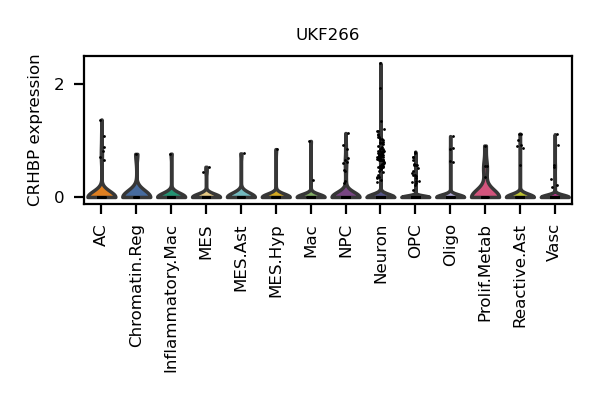 UKF266
CRHBP expression
2
0
AC
Chromatin.Reg
Inflammatory.Mac
MES
MES.Ast
MES.Hyp
Mac
NPC
Neuron
OPC
Oligo
Prolif.Metab
Reactive.Ast
Vasc